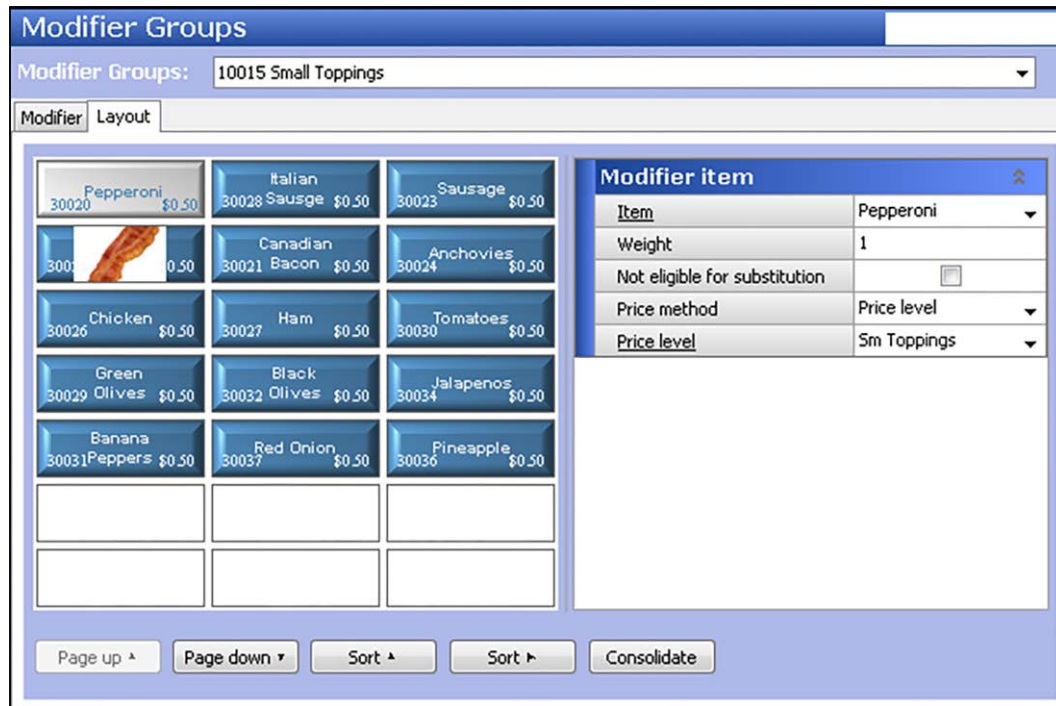 Modifier Groups
Modifier Groups: 10015 Small Toppings
Modifier Layout
Pepperoni
30020 $0.50
Italian
30028 Sausge $0.50
Sausage
30023 $0.50
0.50
Canadian
30021 Bacon $0.50
Anchovies
30024 $0.50
Chicken
30026 $0.50
Ham
30027 $0.50
Tomatoes
30030 $0.50
Green
30029 Olives $0.50
Black
30032 Olives $0.50
Jalapenos
30034 $0.50
Banana
30031 Peppers $0.50
Red Onion
30037 $0.50
Pineapple
30036 $0.50
Modifier item
Item Pepperoni
Weight 1
Not eligible for substitution
Price method Price level
Price level Sm Toppings
Page up Page down Sort Sort Consolidate